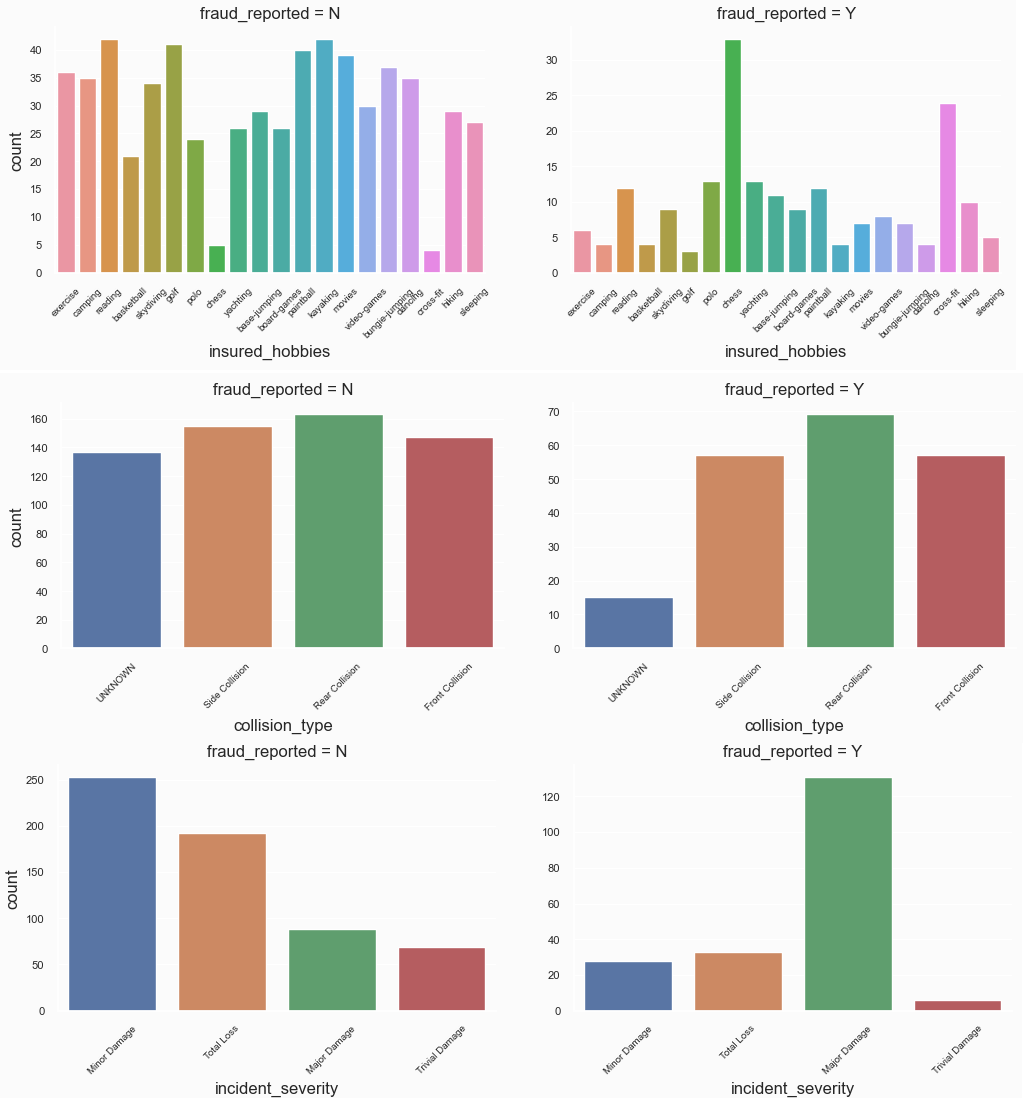 fraud_reported = N
fraud_reported = Y
count
40
35
30
25
20
15
10
5
0
30
25
20
15
10
5
0
exercise
camping
reading
basketball
skydiving
golf
polo
chess
yachting
base-jumping
board-games
paintball
kayaking
movies
video-games
bungie-jumping
dancing
cross-fit
hiking
sleeping
exercise
camping
reading
basketball
skydiving
golf
polo
chess
yachting
base-jumping
board-games
paintball
kayaking
movies
video-games
bungie-jumping
dancing
cross-fit
hiking
sleeping
insured_hobbies
insured_hobbies
fraud_reported = N
fraud_reported = Y
count
160
140
120
100
80
60
40
20
0
70
60
50
40
30
20
10
0
UNKNOWN
Side Collision
Rear Collision
Front Collision
UNKNOWN
Side Collision
Rear Collision
Front Collision
collision_type
collision_type
fraud_reported = N
fraud_reported = Y
count
250
200
150
100
50
0
120
100
80
60
40
20
0
Minor Damage
Total Loss
Major Damage
Trivial Damage
Minor Damage
Total Loss
Major Damage
Trivial Damage
incident_severity
incident_severity